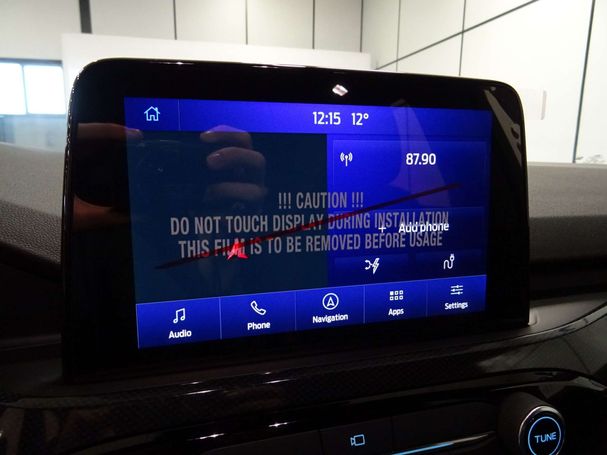 12:15 12°
87.90
!!! CAUTION !!!
DO NOT TOUCH DISPLAY DURING INSTALLATION
THIS FILM IS TO BE REMOVED BEFORE USAGE
+ Add phone
Audio
Phone
Navigation
Apps
Settings
TUNE